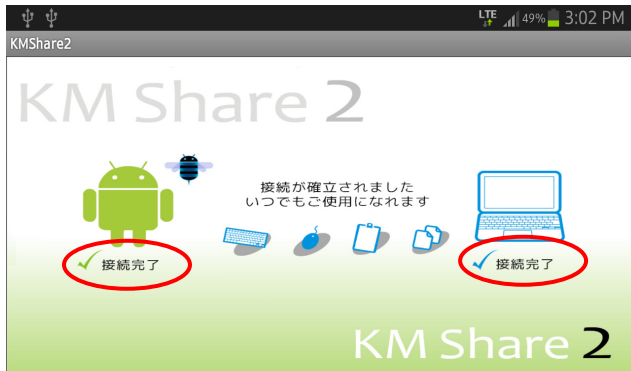 LTE 49% 3:02 PM
KMShare2
KM Share 2
接続が確立されました
いつでもご使用になれます
接続完了
接続完了
KM Share 2